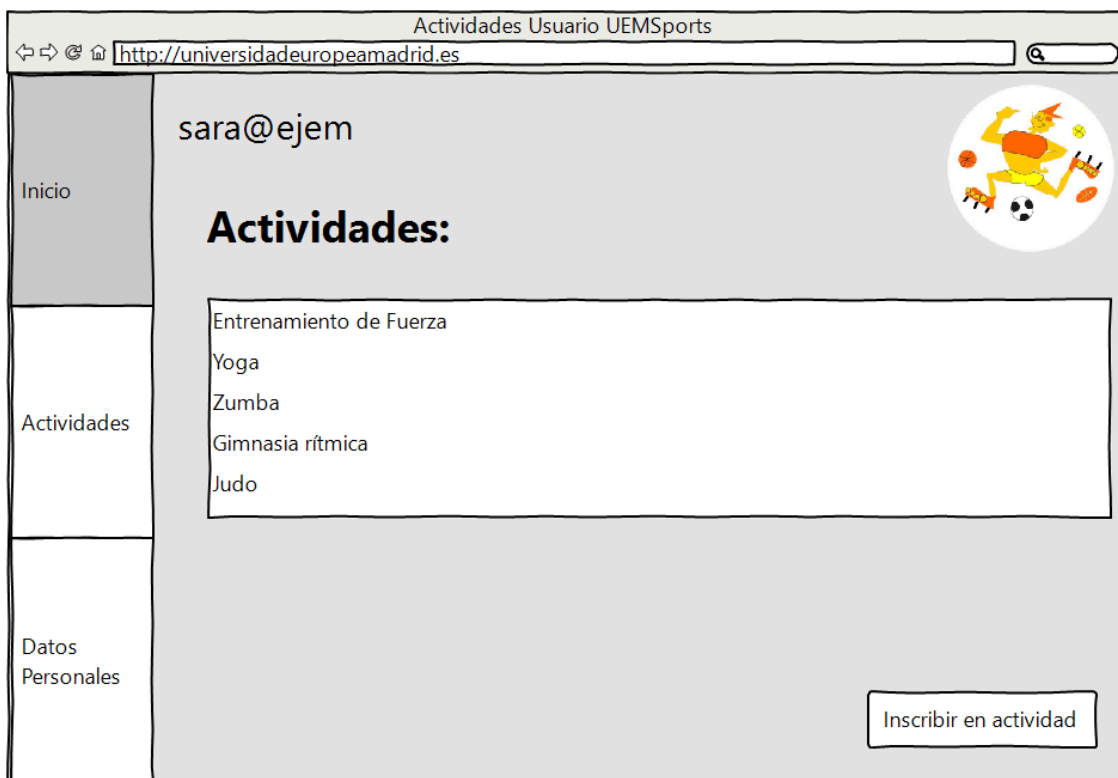 Actividades Usuario UEMSports
http://universidadeuropeamadrid.es
Inicio
Actividades
Datos
Personales
sara@ejem
Actividades:
Entrenamiento de Fuerza
Yoga
Zumba
Gimnasia rítmica
Judo
Inscribir en actividad